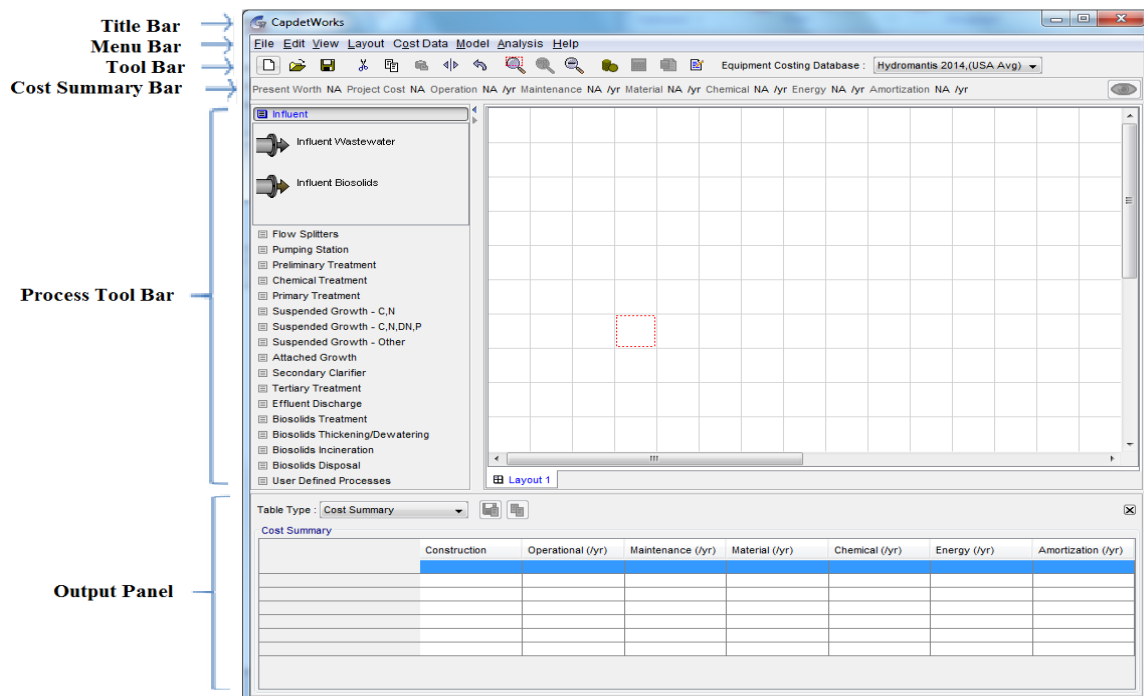 Title Bar
CapdetWorks
Menu Bar
File Edit View Layout Cost Data Model Analysis Help
Tool Bar
Equipment Costing Database : Hydromantis 2014,(USA Avg)
Cost Summary Bar
Present Worth NA Project Cost NA Operation NA /yr Maintenance NA /yr Material NA /yr Chemical NA /yr Energy NA /yr Amortization NA /yr
Influent
Influent Wastewater
Influent Biosolids
Flow Splitters
Pumping Station
Preliminary Treatment
Chemical Treatment
Process Tool Bar
Primary Treatment
Suspended Growth - C,N
Suspended Growth - C,N,DN,P
Suspended Growth - Other
Attached Growth
Secondary Clarifier
Tertiary Treatment
Effluent Discharge
Biosolids Treatment
Biosolids Thickening/Dewatering
Biosolids Incineration
Biosolids Disposal
User Defined Processes
Layout 1
Table Type : Cost Summary
Cost Summary
Construction Operational (/yr) Maintenance (/yr) Material (/yr) Chemical (/yr) Energy (/yr) Amortization (/yr)
Output Panel